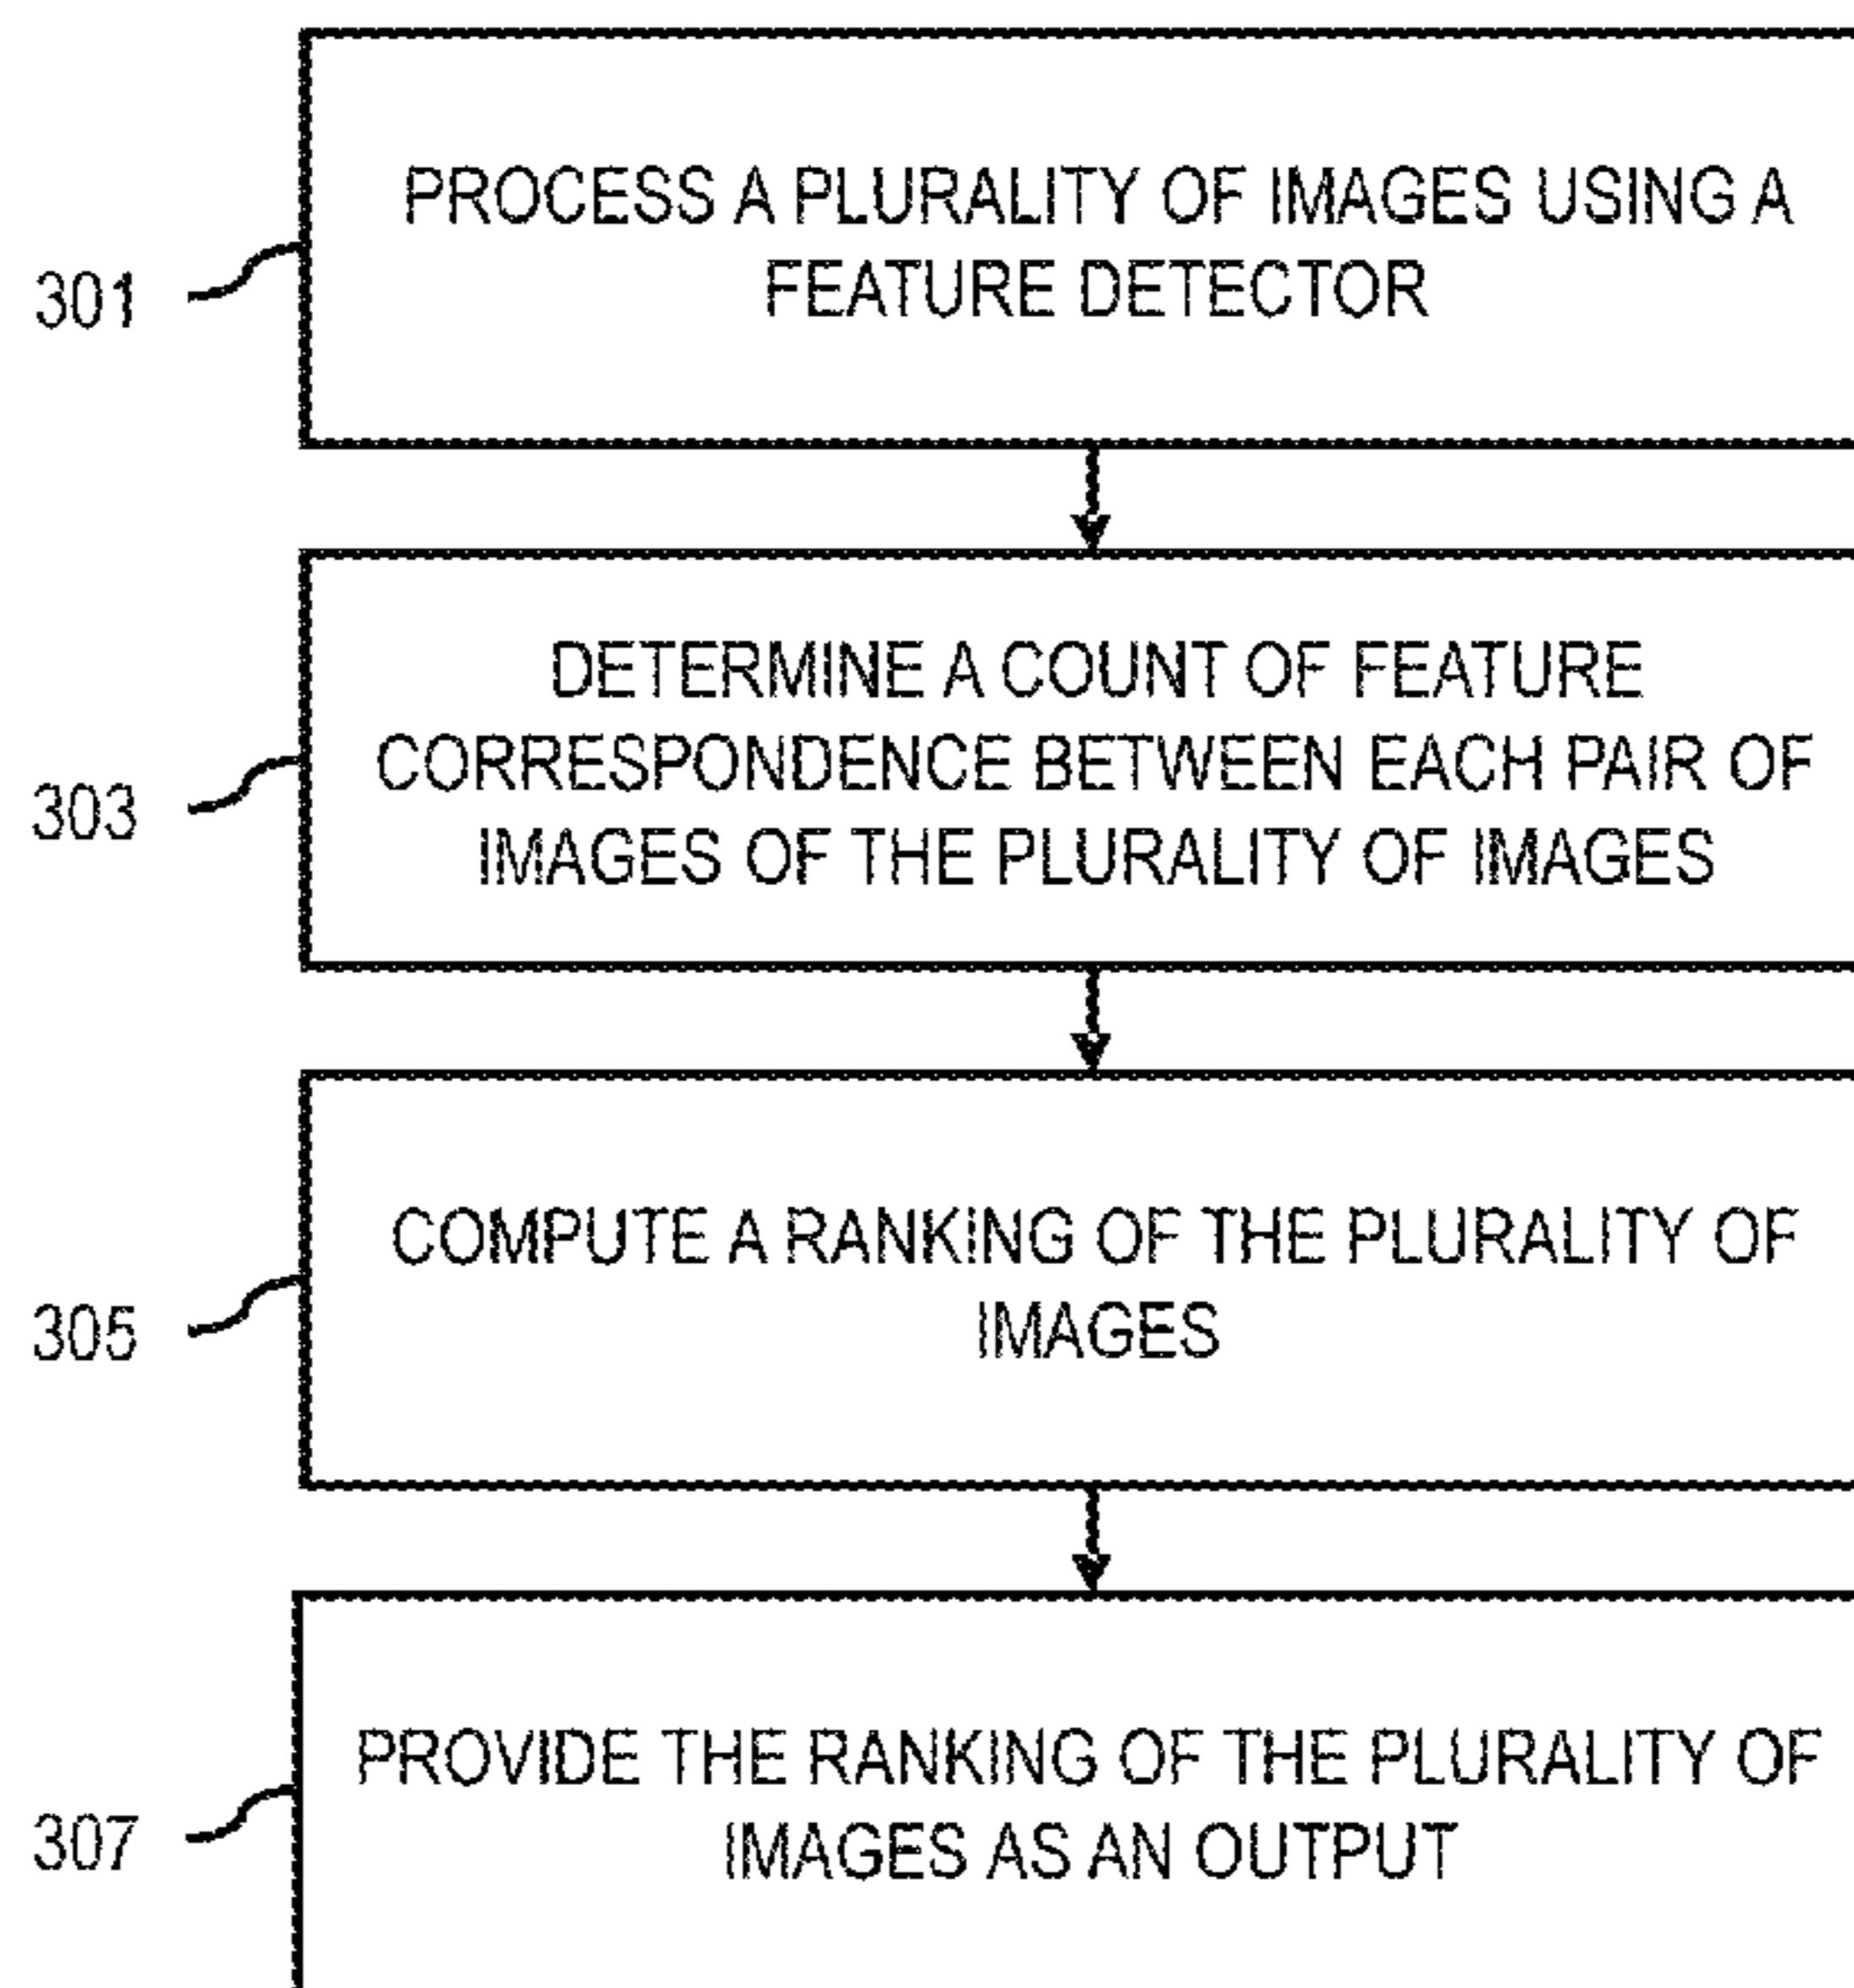 PROCESS A PLURALITY OF IMAGES USING A
FEATURE DETECTOR
301
DETERMINE A COUNT OF FEATURE
CORRESPONDENCE BETWEEN EACH PAIR OF
IMAGES OF THE PLURALITY OF IMAGES
303
COMPUTE A RANKING OF THE PLURALITY OF
IMAGES
305
PROVIDE THE RANKING OF THE PLURALITY OF
IMAGES AS AN OUTPUT
307